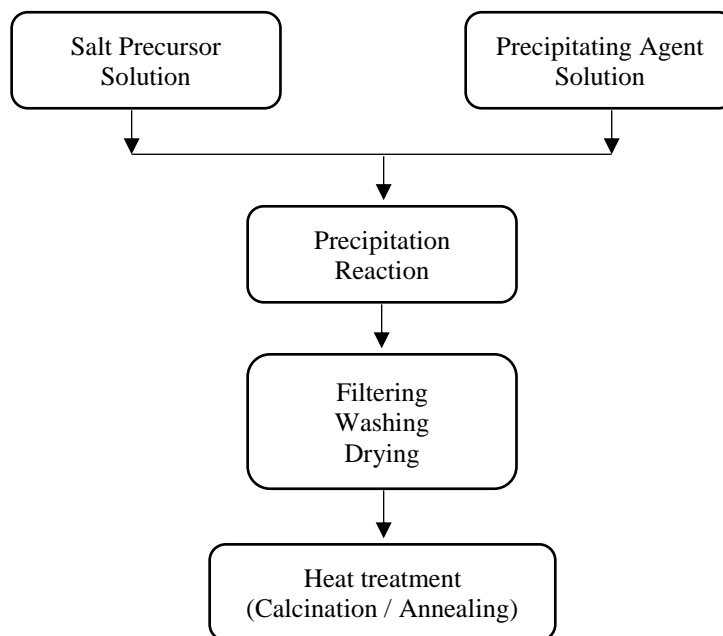 Salt Precursor
Solution
Precipitating Agent
Solution
Precipitation
Reaction
Filtering
Washing
Drying
Heat treatment
(Calcination / Annealing)